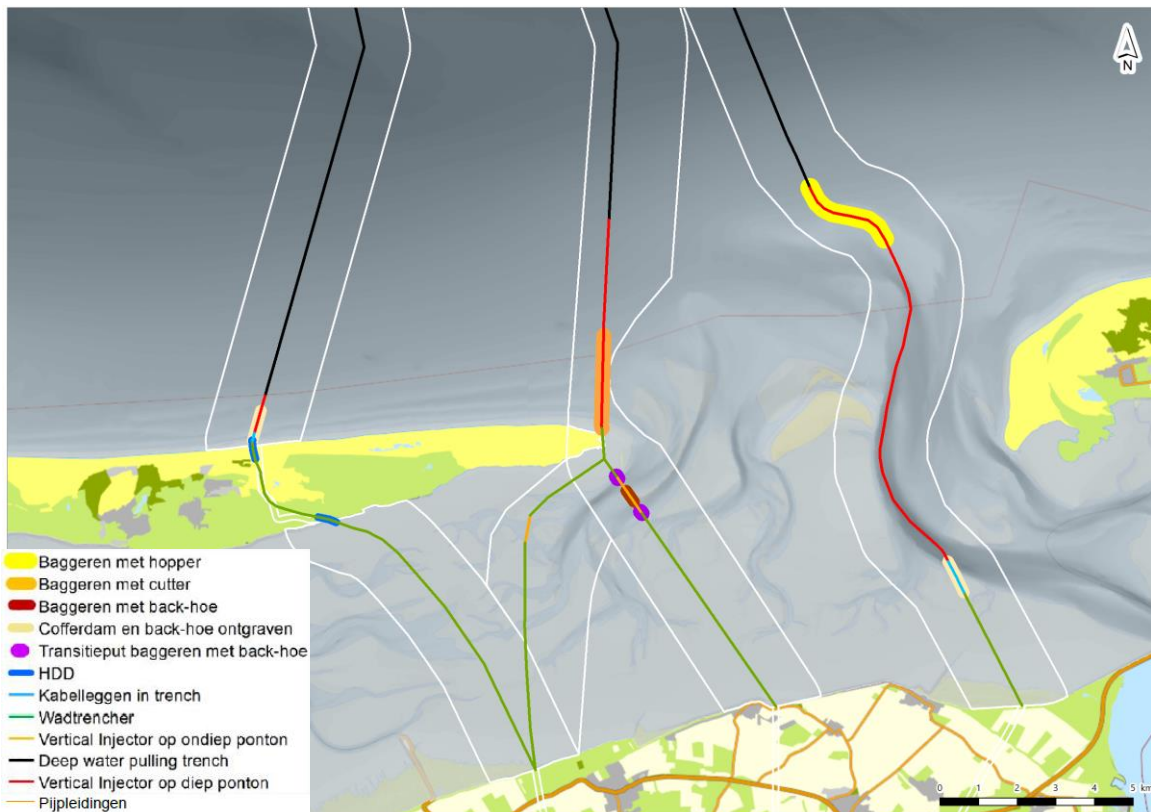 N
Baggeren met hopper
Baggeren met cutter
Baggeren met back-hoe
Cofferdam en back-hoe ontgraven
Transitieput baggeren met back-hoe
HDD
Kabelleggen in trench
Wadtrencher
Vertical Injector op ondiep ponton
Deep water pulling trench
Vertical Injector op diep ponton
Pijpleidingen
0 1 2 3 4 5 km